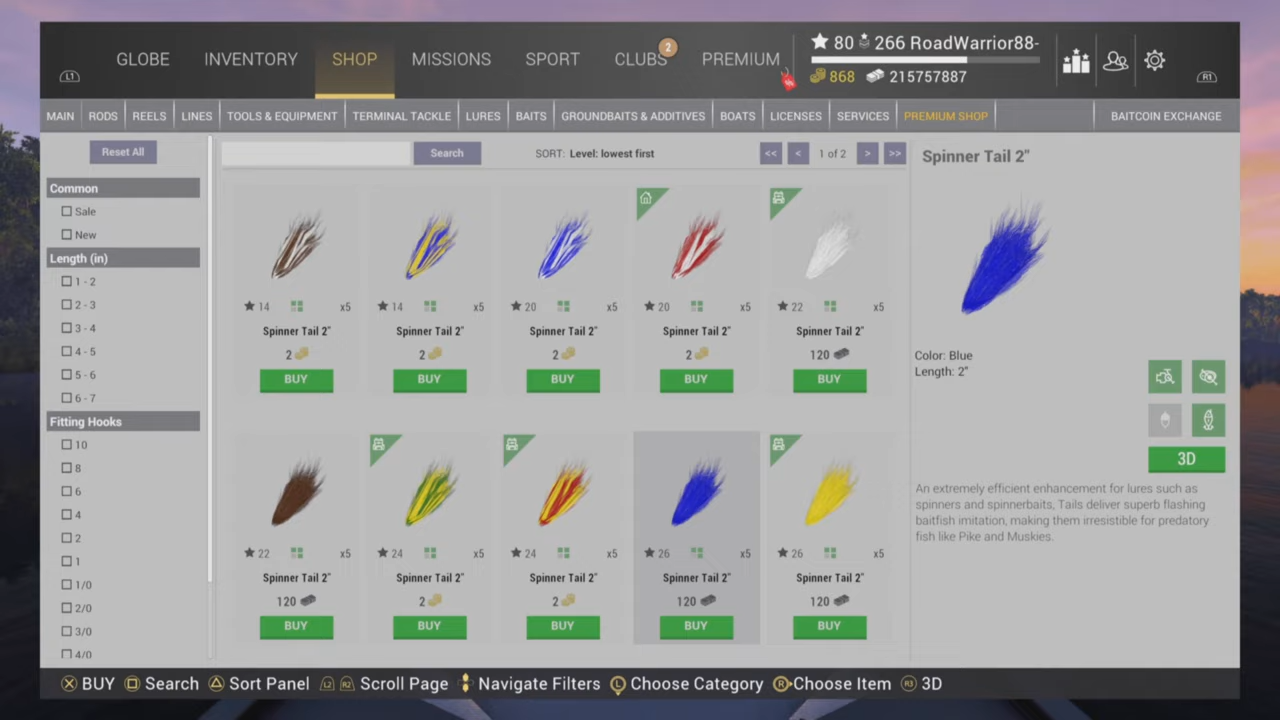 L1
GLOBE INVENTORY SHOP MISSIONS SPORT CLUBS 2 PREMIUM
80 266 RoadWarrior88-
868 215757887
R1
MAIN RODS REELS LINES TOOLS & EQUIPMENT TERMINAL TACKLE LURES BAITS GROUNDBAITS & ADDITIVES BOATS LICENSES SERVICES PREMIUM SHOP BAITCOIN EXCHANGE
Reset All
Common
Sale
New
Length (in)
1 - 2
2 - 3
3 - 4
4 - 5
5 - 6
6 - 7
Fitting Hooks
10
8
6
4
2
1
1/0
2/0
3/0
4/0
Search SORT: Level: lowest first << < 1 of 2 > >>
14 x5 14 x5 20 x5 20 x5 22 x5
Spinner Tail 2" Spinner Tail 2" Spinner Tail 2" Spinner Tail 2" Spinner Tail 2"
2 2 2 2 120
BUY BUY BUY BUY BUY
22 x5 24 x5 24 x5 26 x5 26 x5
Spinner Tail 2" Spinner Tail 2" Spinner Tail 2" Spinner Tail 2" Spinner Tail 2"
120 2 2 120 120
BUY BUY BUY BUY BUY
Spinner Tail 2"
Color: Blue
Length: 2"
3D
An extremely efficient enhancement for lures such as
spinners and spinnerbaits, Tails deliver superb flashing
baitfish imitation, making them irresistible for predatory
fish like Pike and Muskies.
BUY Search Sort Panel L2 R2 Scroll Page Navigate Filters L Choose Category R Choose Item R3 3D